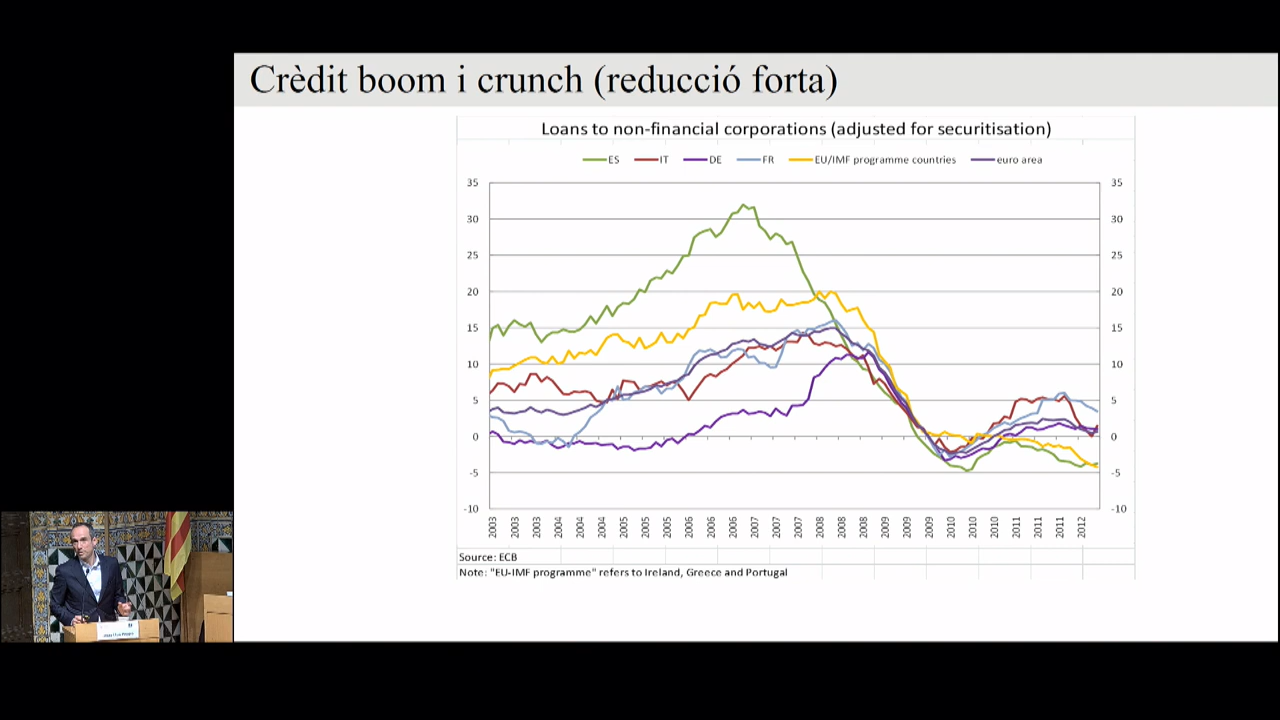 Crèdit boom i crunch (reducció forta)
Loans to non-financial corporations (adjusted for securitisation)
ES IT DE FR EU/IMF programme countries euro area
35 35
30 30
25 25
20 20
15 15
10 10
5 5
0 0
-5 -5
-10 -10
2003 2003 2003 2004 2004 2004 2005 2005 2005 2006 2006 2006 2007 2007 2007 2008 2008 2008 2009 2009 2009 2010 2010 2010 2011 2011 2011 2012
Source: ECB
Note: "EU-IMF programme" refers to Ireland, Greece and Portugal